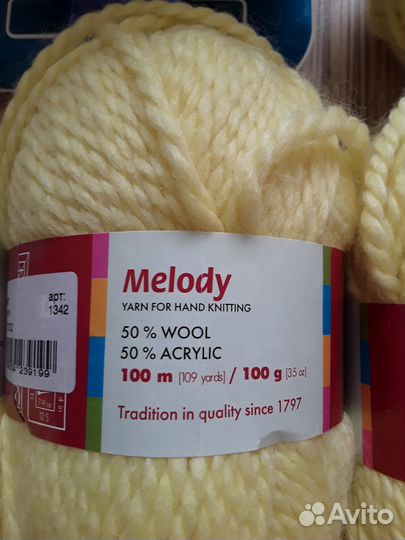 Melody
YARN FOR HAND KNITTING
50 % WOOL
50 % ACRYLIC
100 m [109 yards] / 100 g [3.5 oz]
Tradition in quality since 1797
арт:
1342
239199
Avito